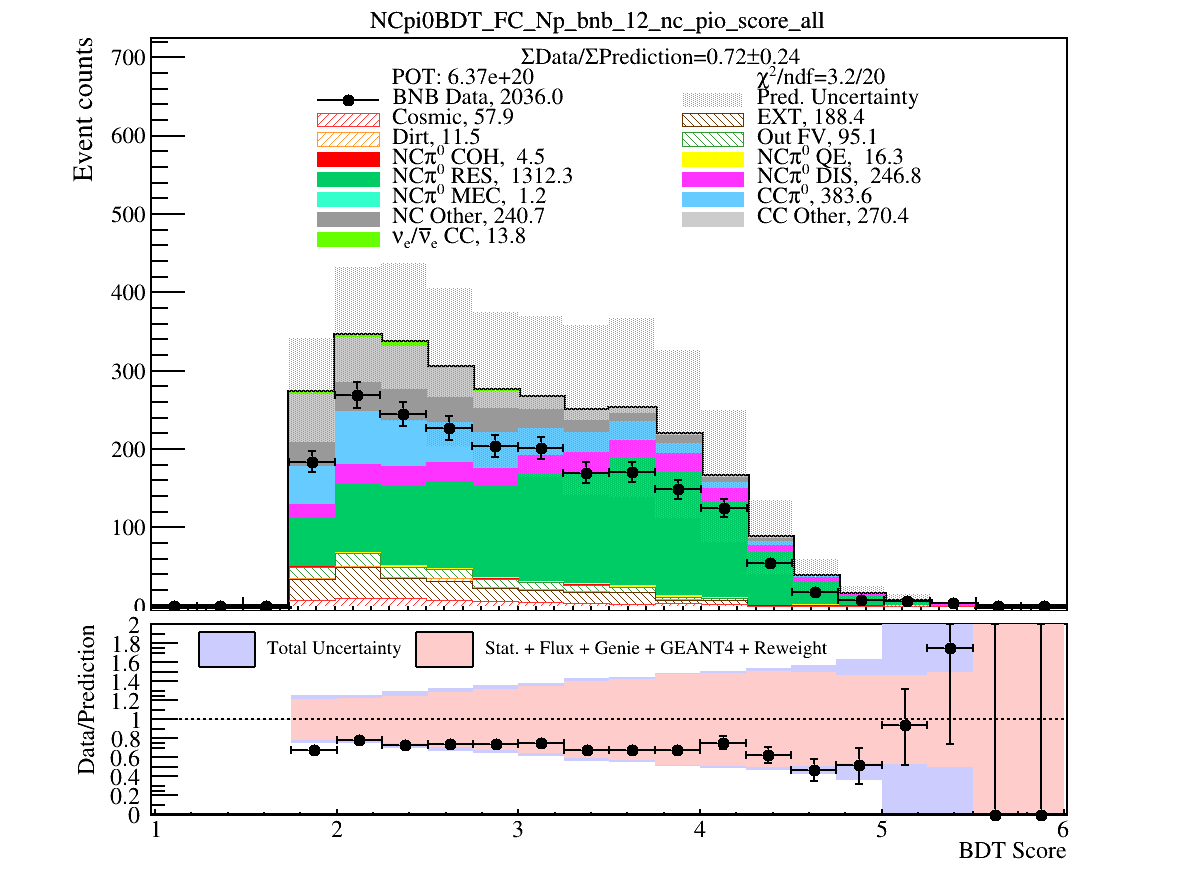 NCpi0BDT_FC_Np_bnb_12_nc_pio_score_all
ΣData/ΣPrediction=0.72±0.24
POT: 6.37e+20
χ²/ndf=3.2/20
BNB Data, 2036.0
Pred. Uncertainty
Cosmic, 57.9
EXT, 188.4
Dirt, 11.5
Out FV, 95.1
NCπ⁰ COH, 4.5
NCπ⁰ QE, 16.3
NCπ⁰ RES, 1312.3
NCπ⁰ DIS, 246.8
NCπ⁰ MEC, 1.2
CCπ⁰, 383.6
NC Other, 240.7
CC Other, 270.4
νₑ/ν̅ₑ CC, 13.8
Event counts
700
600
500
400
300
200
100
0
Data/Prediction
2
1.8
1.6
1.4
1.2
1
0.8
0.6
0.4
0.2
0
Total Uncertainty
Stat. + Flux + Genie + GEANT4 + Reweight
1 2 3 4 5 6
BDT Score